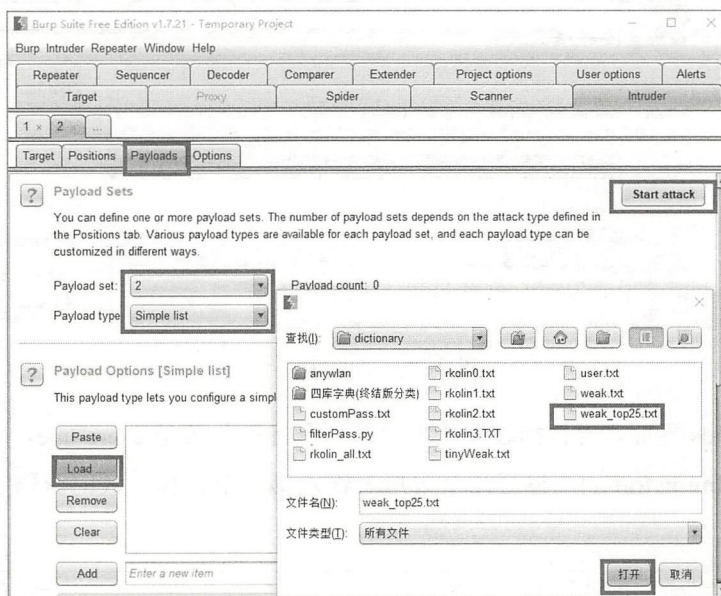 Burp Suite Free Edition v1.7.21 - Temporary Project
Burp Intruder Repeater Window Help
Repeater Sequencer Decoder Comparer Extender Project options User options Alerts
Target Proxy Spider Scanner Intruder
1 × 2 × ...
Target Positions Payloads Options
? Payload Sets
Start attack
You can define one or more payload sets. The number of payload sets depends on the attack type defined in
the Positions tab. Various payload types are available for each payload set, and each payload type can be
customized in different ways.
Payload set: 2 Payload count: 0
Payload type Simple list
? Payload Options [Simple list]
This payload type lets you configure a simpl
Paste
Load ...
Remove
Clear
Add Enter a new item
查找(I): dictionary
anywlan rkolin0.txt user.txt
四库字典(终结版分类) rkolin1.txt weak.txt
customPass.txt rkolin2.txt weak_top25.txt
filterPass.py rkolin3.TXT
rkolin_all.txt tinyWeak.txt
文件名(N): weak_top25.txt
文件类型(T): 所有文件
打开 取消